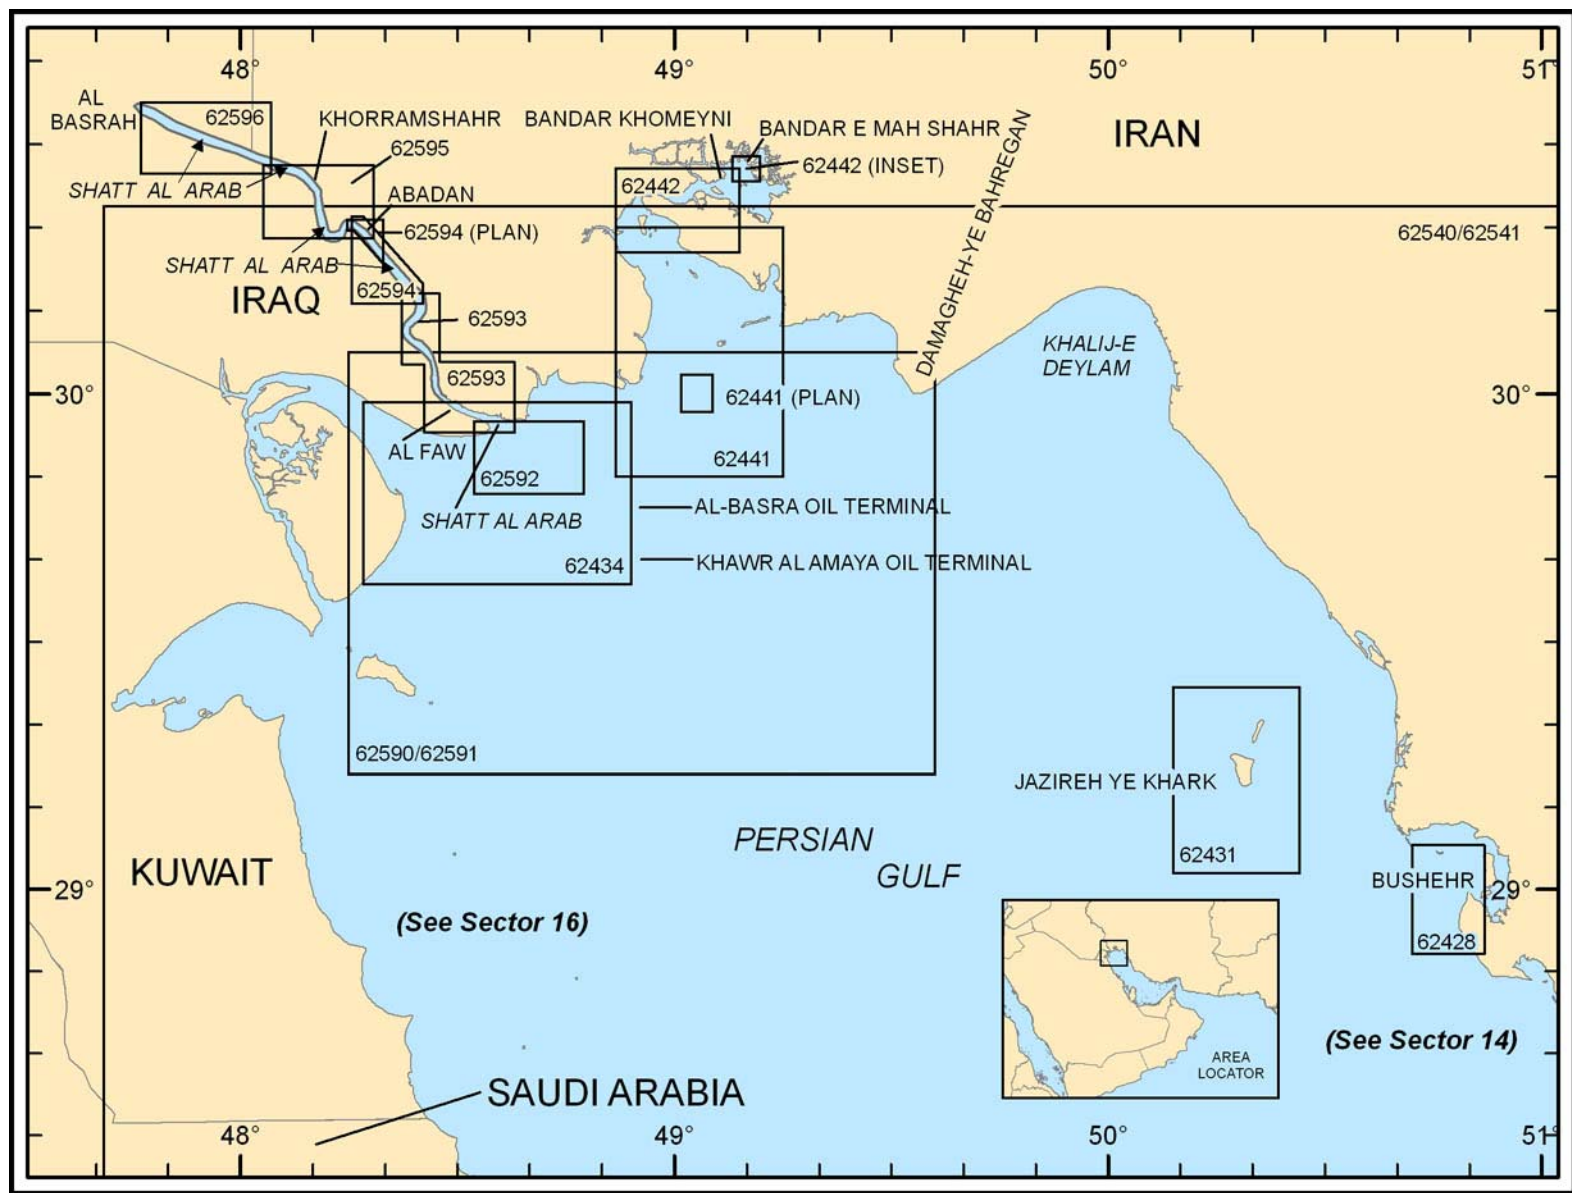 48°
49°
50°
51°
AL
BASRAH
62596
KHORRAMSHAHR
62595
BANDAR KHOMEYNI
BANDAR E MAH SHAHR
62442 (INSET)
IRAN
SHATT AL ARAB
ABADAN
62442
DAMAGHEH-YE BAHREGAN
62594 (PLAN)
62540/62541
SHATT AL ARAB
62594
IRAQ
62593
KHALIJ-E
DEYLAM
62593
30°
62441 (PLAN)
30°
AL FAW
62441
62592
SHATT AL ARAB
AL-BASRA OIL TERMINAL
62434
KHAWR AL AMAYA OIL TERMINAL
62590/62591
JAZIREH YE KHARK
PERSIAN
GULF
62431
KUWAIT
BUSHEHR
29°
29°
(See Sector 16)
62428
(See Sector 14)
AREA
LOCATOR
SAUDI ARABIA
48°
49°
50°
51°